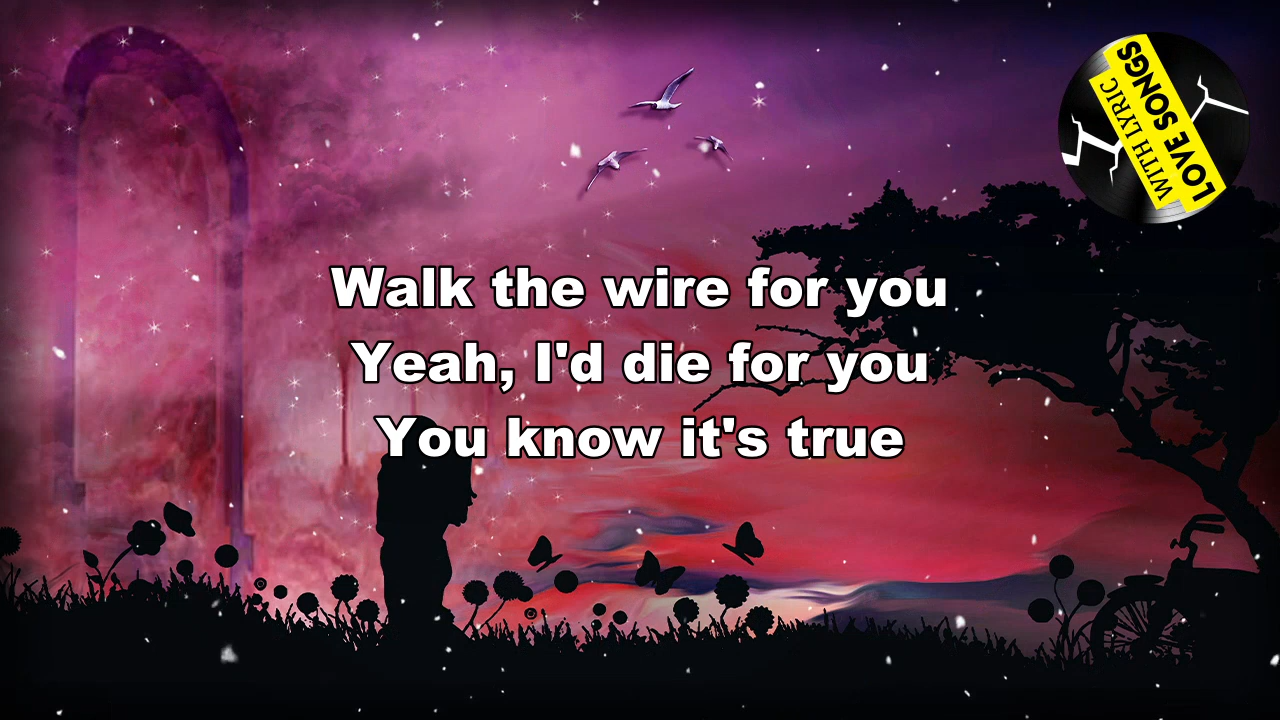 WITH LYRIC
LOVE SONGS
Walk the wire for you
Yeah, I'd die for you
You know it's true